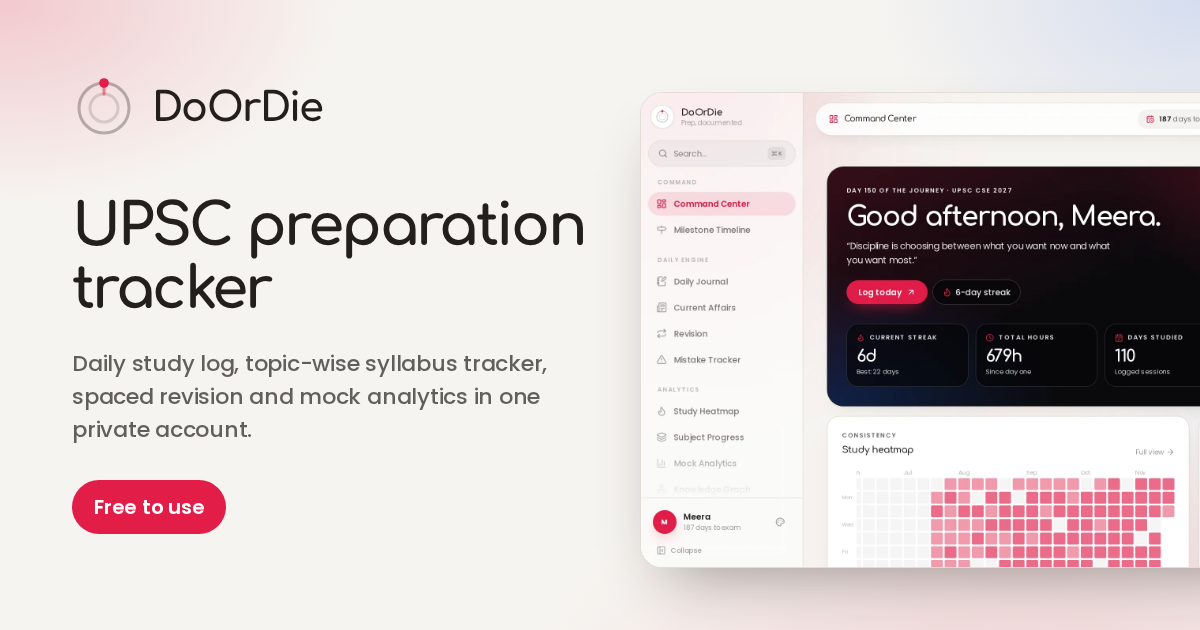 DoOrDie
UPSC preparation
tracker
Daily study log, topic-wise syllabus tracker,
spaced revision and mock analytics in one
private account.
Free to use
DoOrDie
Prep, documented
Search...
⌘K
COMMAND
Command Center
Milestone Timeline
DAILY ENGINE
Daily Journal
Current Affairs
Revision
Mistake Tracker
ANALYTICS
Study Heatmap
Subject Progress
Mock Analytics
Knowledge Graph
M
Meera
187 days to exam
Collapse
Command Center
187 days to
DAY 150 OF THE JOURNEY · UPSC CSE 2027
Good afternoon, Meera.
“Discipline is choosing between what you want now and what
you want most.”
Log today
6-day streak
CURRENT STREAK
6d
Best: 22 days
TOTAL HOURS
679h
Since day one
DAYS STUDIED
110
Logged sessions
CONSISTENCY
Study heatmap
Full view →
n Jul Aug Sep Oct Nov
Mon
Wed
Fri